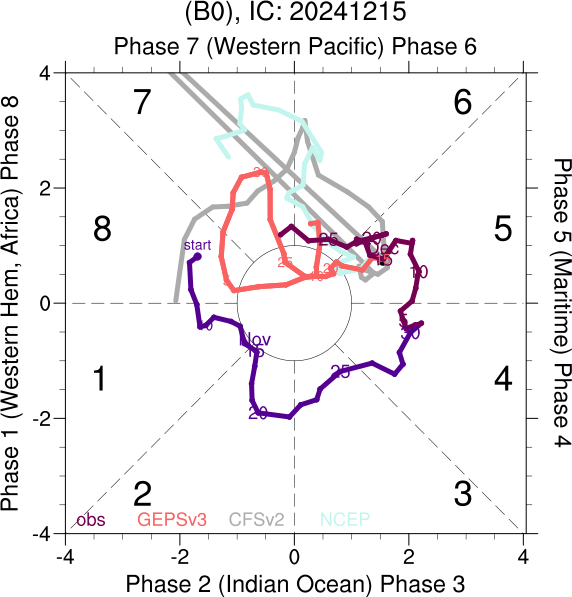 (B0), IC: 20241215
Phase 7 (Western Pacific) Phase 6
4
7
6
2
8
5
start
25
Dec
15
10
0
Nov
15
5
30
1
4
25
-2
20
2
3
obs GEPSv3 CFSv2 NCEP
-4
-4 -2 0 2 4
Phase 2 (Indian Ocean) Phase 3
Phase 1 (Western Hem, Africa) Phase 8
Phase 5 (Maritime) Phase 4